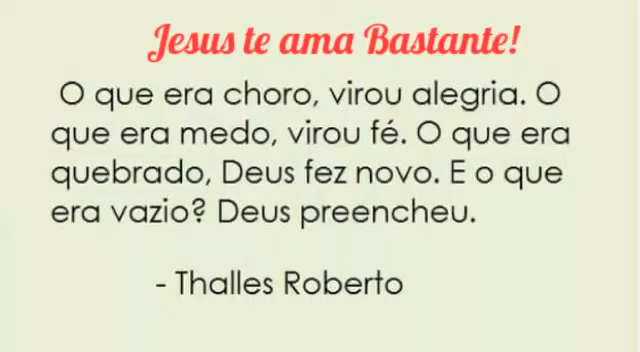 Jesus te ama Bastante!
O que era choro, virou alegria. O
que era medo, virou fé. O que era
quebrado, Deus fez novo. E o que
era vazio? Deus preencheu.
- Thalles Roberto